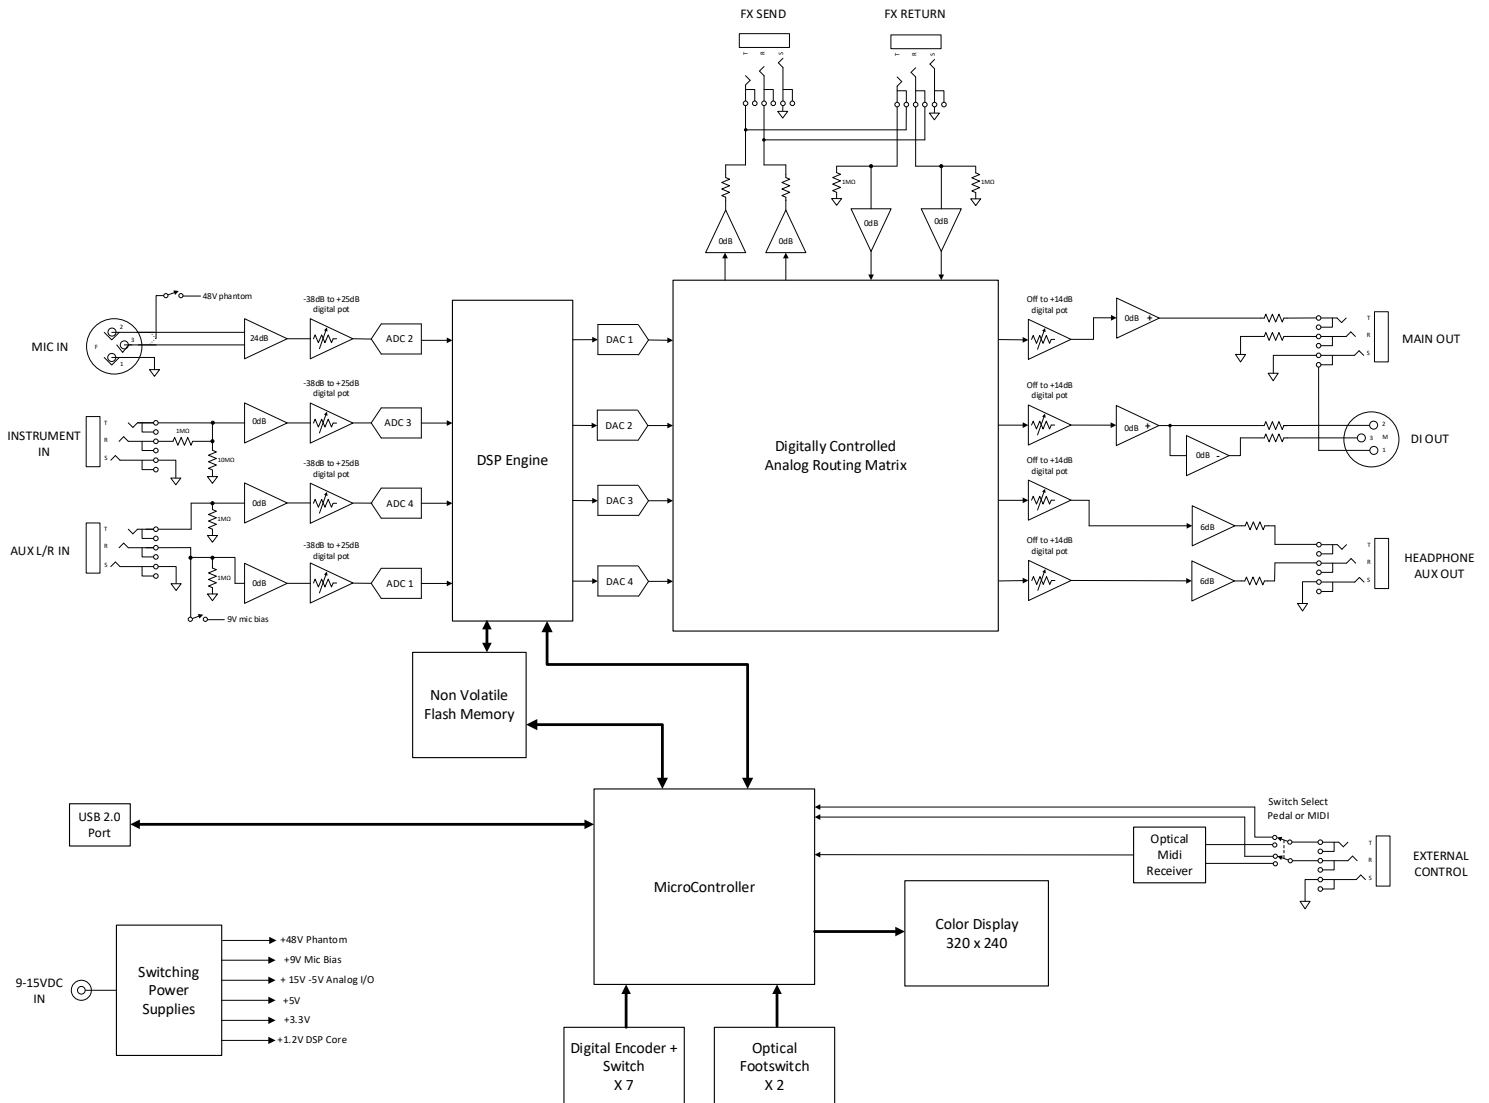 FX SEND
FX RETURN
T
R
S
T
R
S
1MΩ
1MΩ
0dB
0dB
0dB
0dB
48V phantom
-38dB to +25dB
digital pot
MIC IN
2
3
F
1
24dB
ADC 2
DAC 1
Off to +14dB
digital pot
0dB
+
T
R
S
MAIN OUT
-38dB to +25dB
digital pot
INSTRUMENT
IN
T
R
S
1MΩ
10MΩ
0dB
ADC 3
DSP Engine
DAC 2
Digitally Controlled
Analog Routing Matrix
Off to +14dB
digital pot
0dB
+
0dB
-
2
3
M
1
DI OUT
-38dB to +25dB
digital pot
AUX L/R IN
T
R
S
1MΩ
0dB
ADC 4
DAC 3
Off to +14dB
digital pot
6dB
-38dB to +25dB
digital pot
1MΩ
0dB
ADC 1
DAC 4
Off to +14dB
digital pot
6dB
T
R
S
HEADPHONE
AUX OUT
9V mic bias
Non Volatile
Flash Memory
USB 2.0
Port
MicroController
Switch Select
Pedal or MIDI
Optical
Midi
Receiver
T
R
S
EXTERNAL
CONTROL
Color Display
320 x 240
9-15VDC
IN
Switching
Power
Supplies
+48V Phantom
+9V Mic Bias
+ 15V -5V Analog I/O
+5V
+3.3V
+1.2V DSP Core
Digital Encoder +
Switch
X 7
Optical
Footswitch
X 2